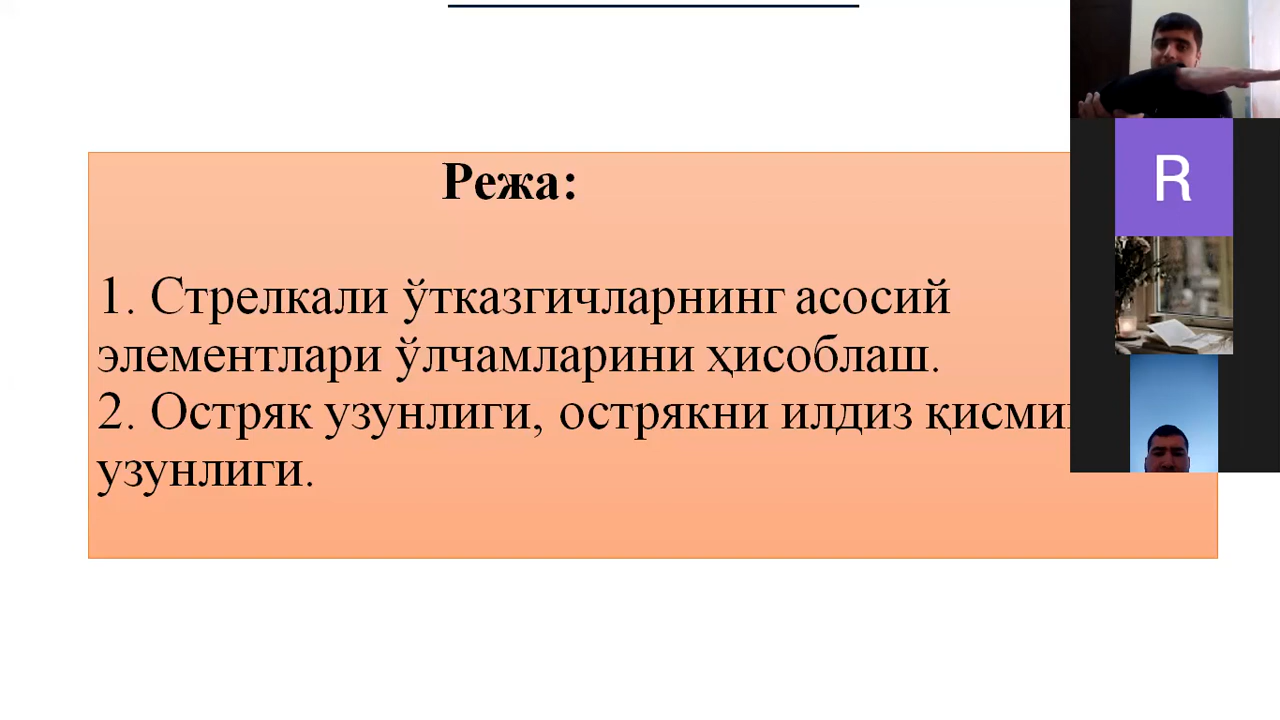 Режа:
1. Стрелкали ўтказгичларнинг асосий
элементлари ўлчамларини ҳисоблаш.
2. Остряк узунлиги, острякни илдиз
узунлиги.
R